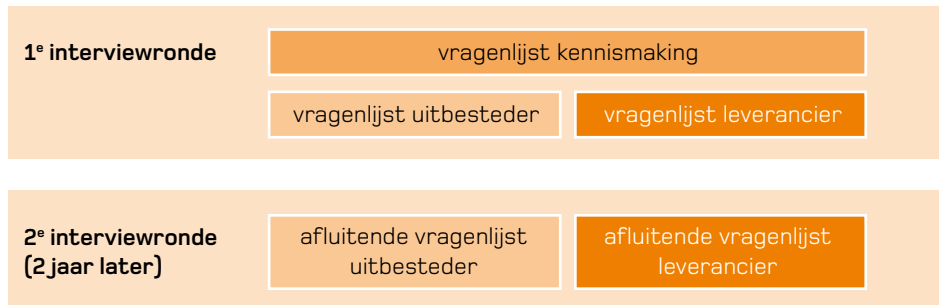 1e interviewronde
vragenlijst kennismaking
vragenlijst uitbesteder
vragenlijst leverancier
2e interviewronde
(2 jaar later)
afluitende vragenlijst
uitbesteder
afluitende vragenlijst
leverancier